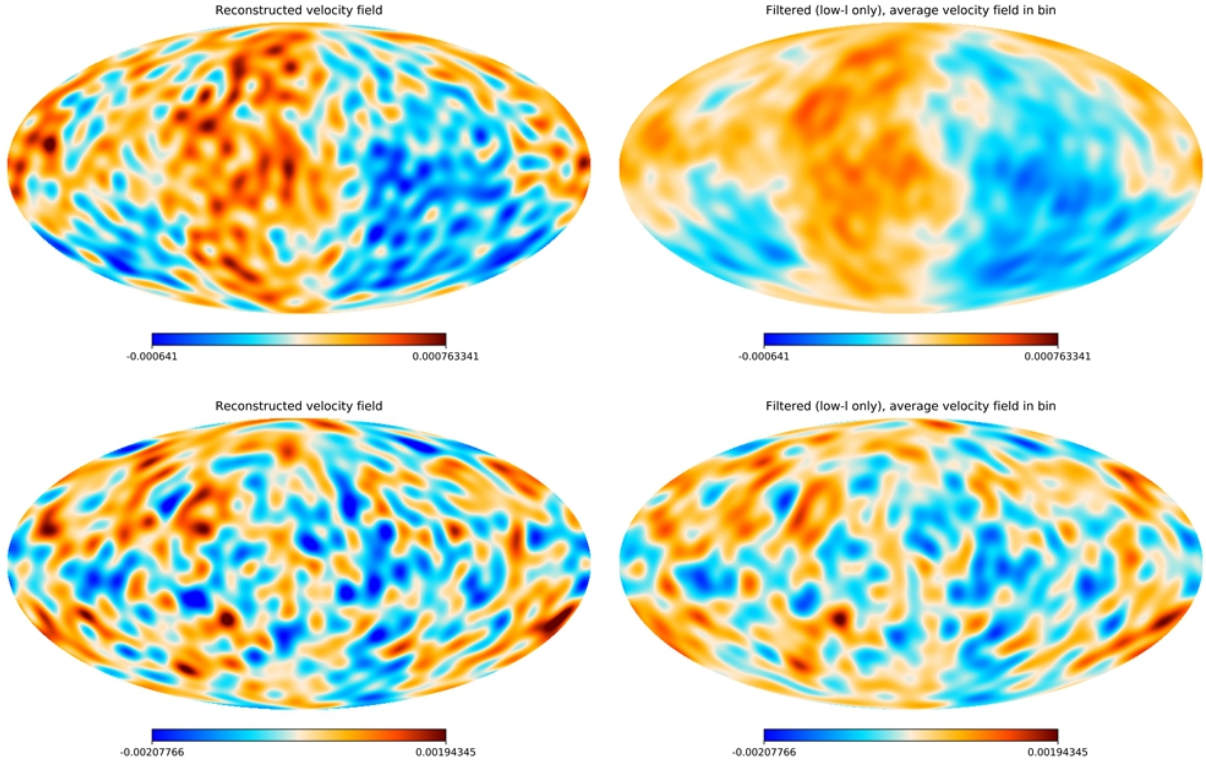 Reconstructed velocity field
Filtered (low-l only), average velocity field in bin
-0.000641
0.000763341
-0.000641
0.000763341
Reconstructed velocity field
Filtered (low-l only), average velocity field in bin
-0.00207766
0.00194345
-0.00207766
0.00194345